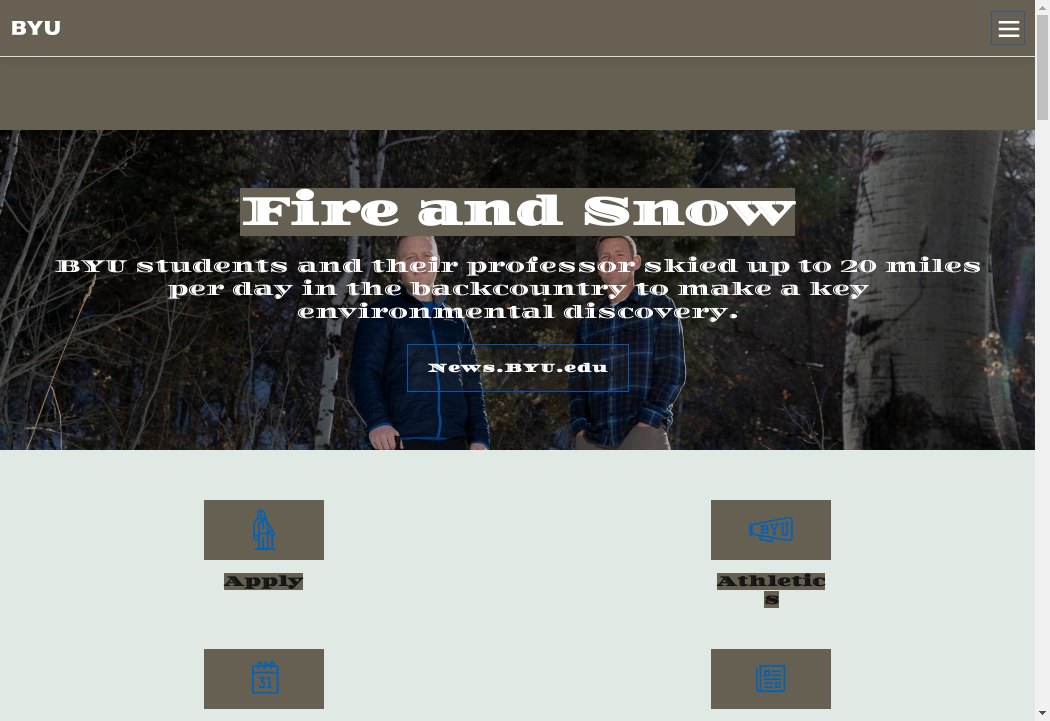 BYU
Fire and Snow
BYU students and their professor skied up to 20 miles
per day in the backcountry to make a key
environmental discovery.
News.BYU.edu
BYU
Apply
Athletic
s
31